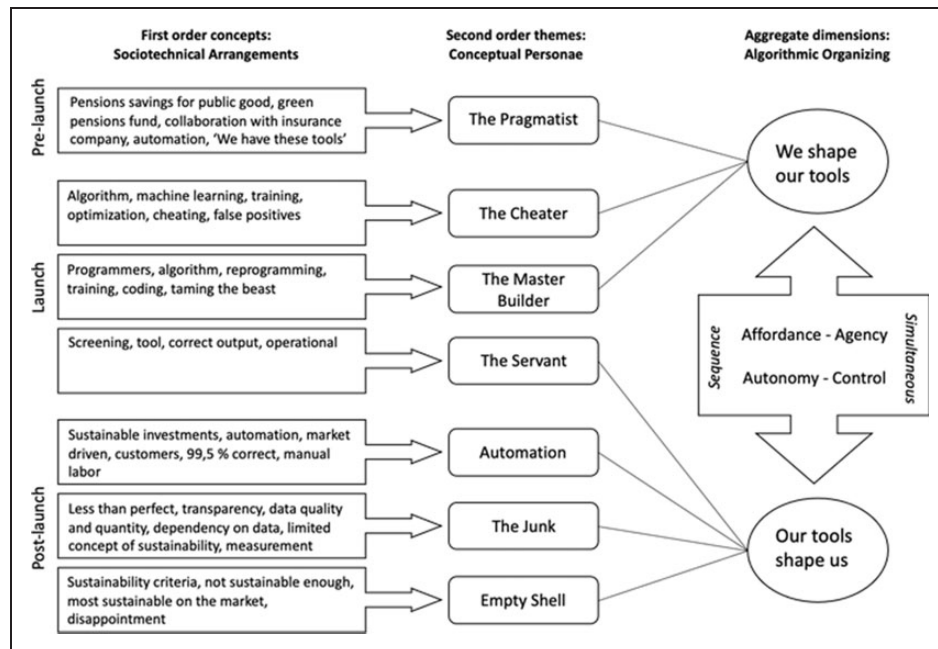 First order concepts:
Sociotechnical Arrangements
Second order themes:
Conceptual Personae
Aggregate dimensions:
Algorithmic Organizing
Pre-launch
Pensions savings for public good, green
pensions fund, collaboration with insurance
company, automation, ‘We have these tools’
The Pragmatist
We shape
our tools
Launch
Algorithm, machine learning, training,
optimization, cheating, false positives
The Cheater
Programmers, algorithm, reprogramming,
training, coding, taming the beast
The Master
Builder
Screening, tool, correct output, operational
The Servant
Sequence
Affordance - Agency
Autonomy - Control
Simultaneous
Post-launch
Sustainable investments, automation, market
driven, customers, 99,5 % correct, manual
labor
Automation
Less than perfect, transparency, data quality
and quantity, dependency on data, limited
concept of sustainability, measurement
The Junk
Our tools
shape us
Sustainability criteria, not sustainable enough,
most sustainable on the market,
disappointment
Empty Shell